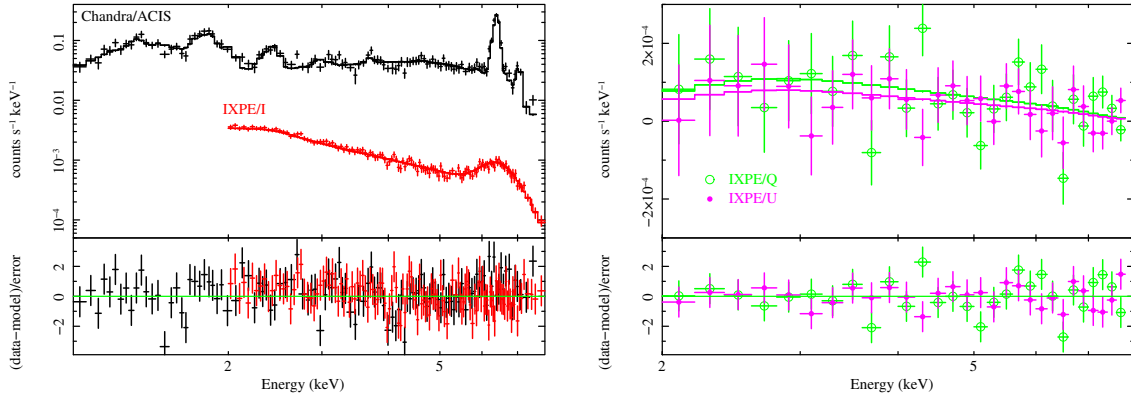 Chandra/ACIS
IXPE/I
counts s⁻¹ keV⁻¹
0.1
0.01
10⁻³
10⁻⁴
(data−model)/error
2
0
−2
2
5
Energy (keV)
counts s⁻¹ keV⁻¹
2×10⁻⁴
0
−2×10⁻⁴
IXPE/Q
IXPE/U
(data−model)/error
2
0
−2
2
5
Energy (keV)